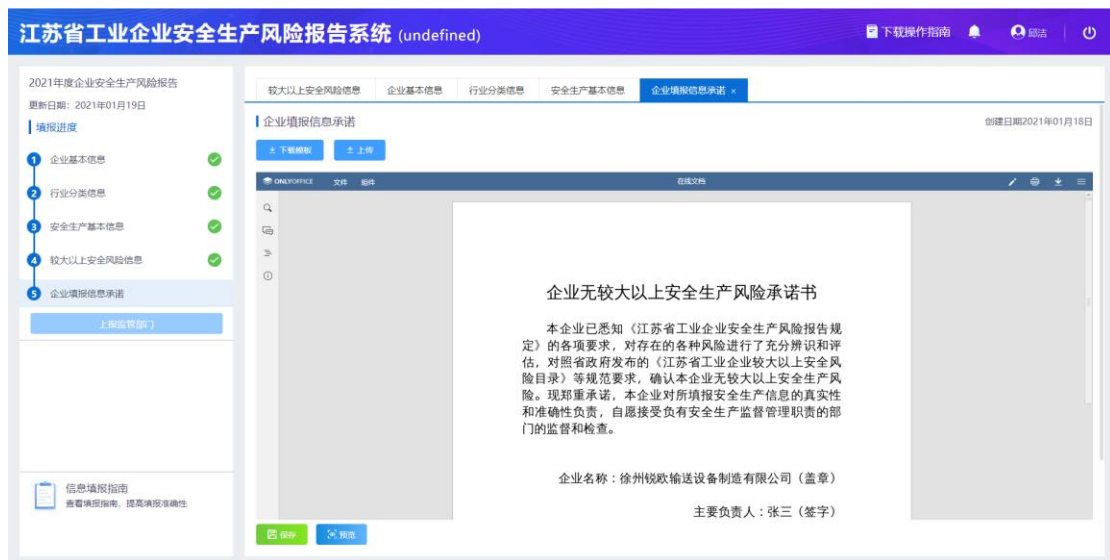 江苏省工业企业安全生产风险报告系统 (undefined)
下载操作指南
邱洁
2021年度企业安全生产风险报告
更新日期: 2021年01月19日
填报进度
1 企业基本信息
2 行业分类信息
3 安全生产基本信息
4 较大以上安全风险信息
5 企业填报信息承诺
上报监管部门
信息填报指南
查看填报指南, 提高填报准确性
较大以上安全风险信息 企业基本信息 行业分类信息 安全生产基本信息 企业填报信息承诺 ×
企业填报信息承诺
创建日期2021年01月18日
下载模板 上传
ONLYOFFICE 文件 插件 在线文档
企业无较大以上安全生产风险承诺书
本企业已悉知《江苏省工业企业安全生产风险报告规
定》的各项要求，对存在的各种风险进行了充分辨识和评
估，对照省政府发布的《江苏省工业企业较大以上安全风
险目录》等规范要求，确认本企业无较大以上安全生产风
险。现郑重承诺，本企业对所填报安全生产信息的真实性
和准确性负责，自愿接受负有安全生产监督管理职责的部
门的监督和检查。
企业名称：徐州锐欧输送设备制造有限公司（盖章）
主要负责人：张三（签字）
保存 预览